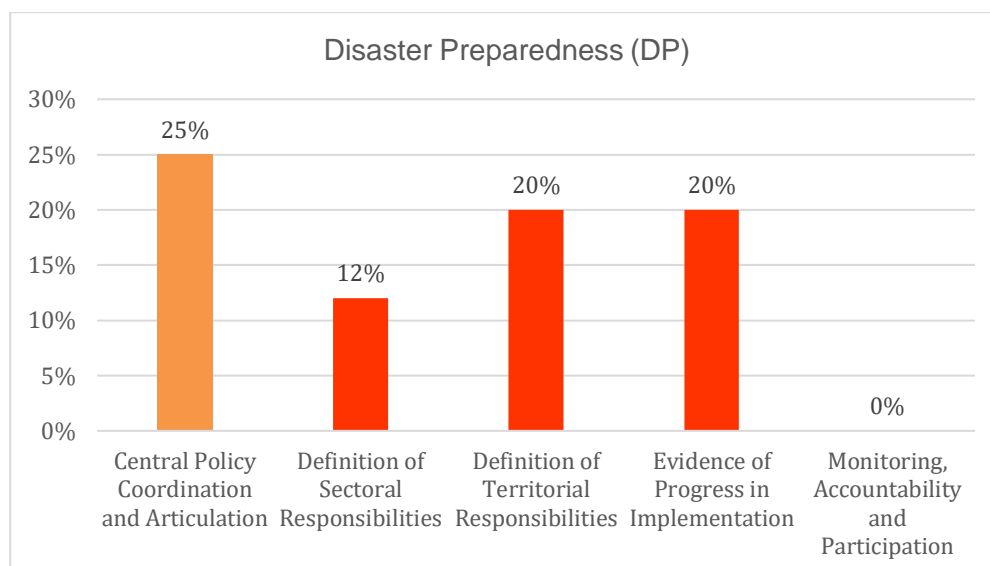 Disaster Preparedness (DP)
30%
25%
20%
15%
10%
5%
0%
25%
12%
20%
20%
0%
Central Policy
Coordination
and Articulation
Definition of
Sectoral
Responsibilities
Definition of
Territorial
Responsibilities
Evidence of
Progress in
Implementation
Monitoring,
Accountability
and
Participation